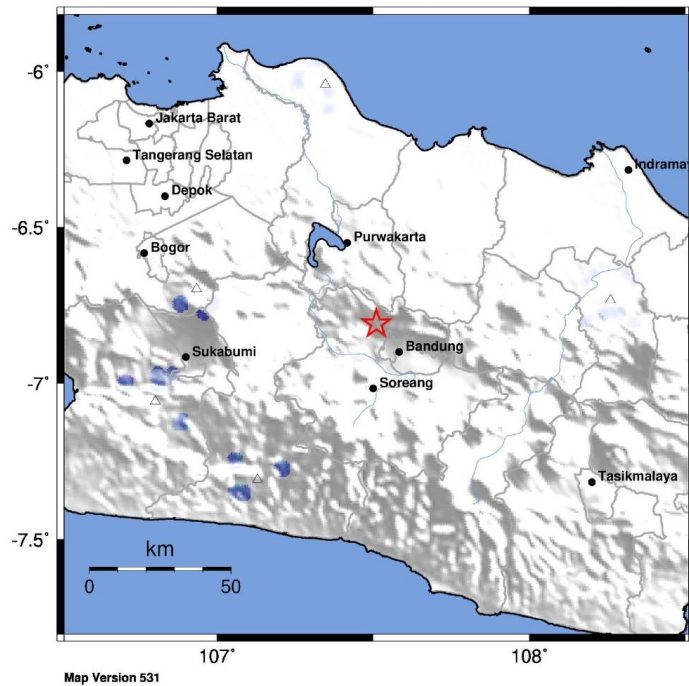 -6°
Jakarta Barat
Tangerang Selatan
Indramay
Depok
-6.5°
Purwakarta
Bogor
Bandung
Sukabumi
-7°
Soreang
Tasikmalaya
-7.5°
km
0 50
107° 108°
Map Version 531